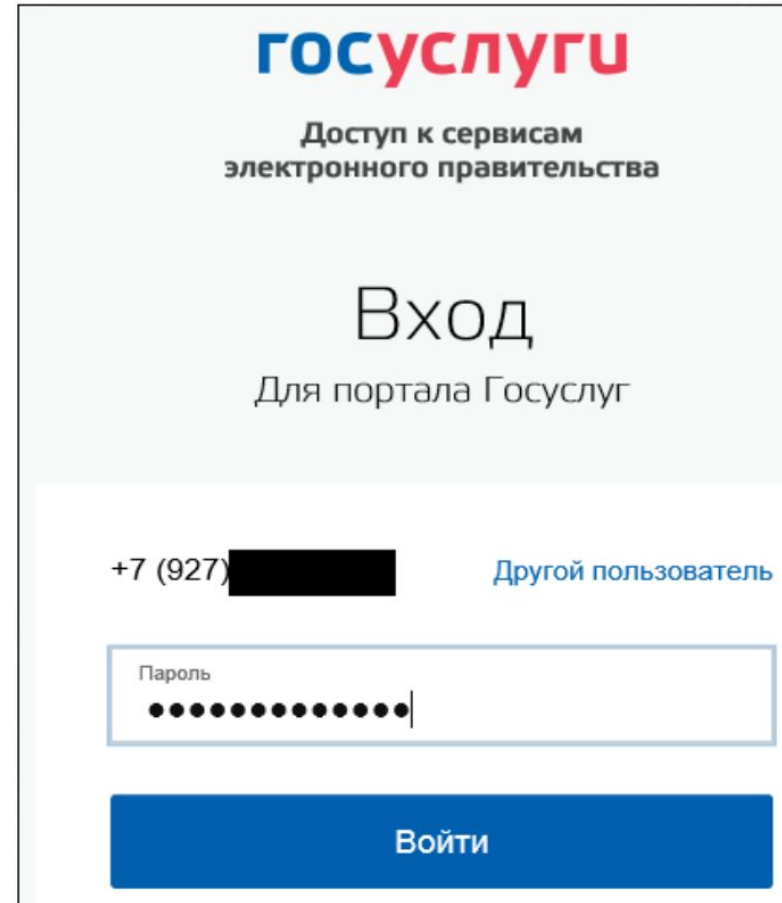 госуслуги
Доступ к сервисам
электронного правительства
Вход
Для портала Госуслуг
+7 (927)
Другой пользователь
Пароль
•••••••••••••
Войти